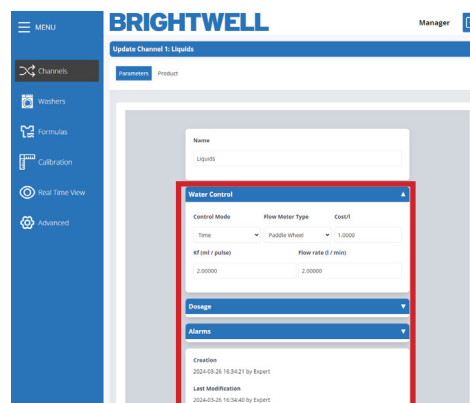 MENU
BRIGHTWELL
Manager
Update Channel 1: Liquids
Channels
Parameters Product
Washers
Formulas
Calibration
Real Time View
Advanced
Name
Liquids
Water Control
Control Mode Flow Meter Type Cost/l
Time Paddle Wheel 1.0000
Kf (ml / pulse) Flow rate (l / min)
2.00000 2.00000
Dosage
Alarms
Creation
2024-03-26 16:34:21 by Expert
Last Modification
2024-03-26 16:34:40 by Expert